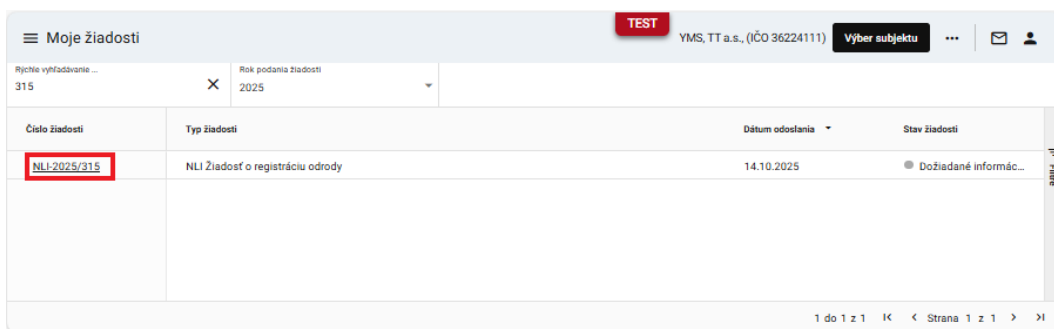 TEST
Moje žiadosti
YMS, TT a.s., (IČO 36224111) Výber subjektu
Rýchle vyhľadávanie ...
315
Rok podania žiadosti
2025
Číslo žiadosti Typ žiadosti Dátum odoslania Stav žiadosti
NLI-2025/315 NLI Žiadosť o registráciu odrody 14.10.2025 Dožiadané informác...
1 do 1 z 1 Strana 1 z 1